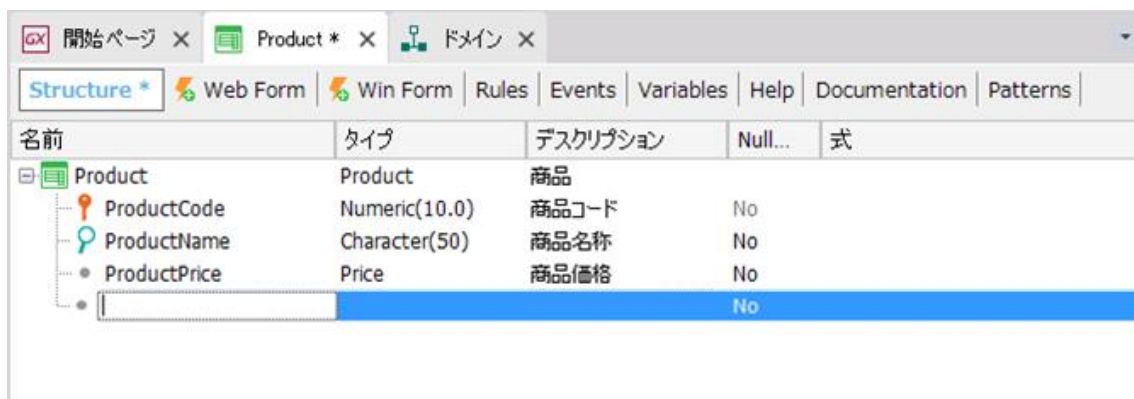 GX 開始ページ × Product * × ドメイン ×
Structure * Web Form Win Form Rules Events Variables Help Documentation Patterns
名前 タイプ デスクリプション Null... 式
Product Product 商品
ProductCode Numeric(10.0) 商品コード No
ProductName Character(50) 商品名称 No
ProductPrice Price 商品価格 No
No